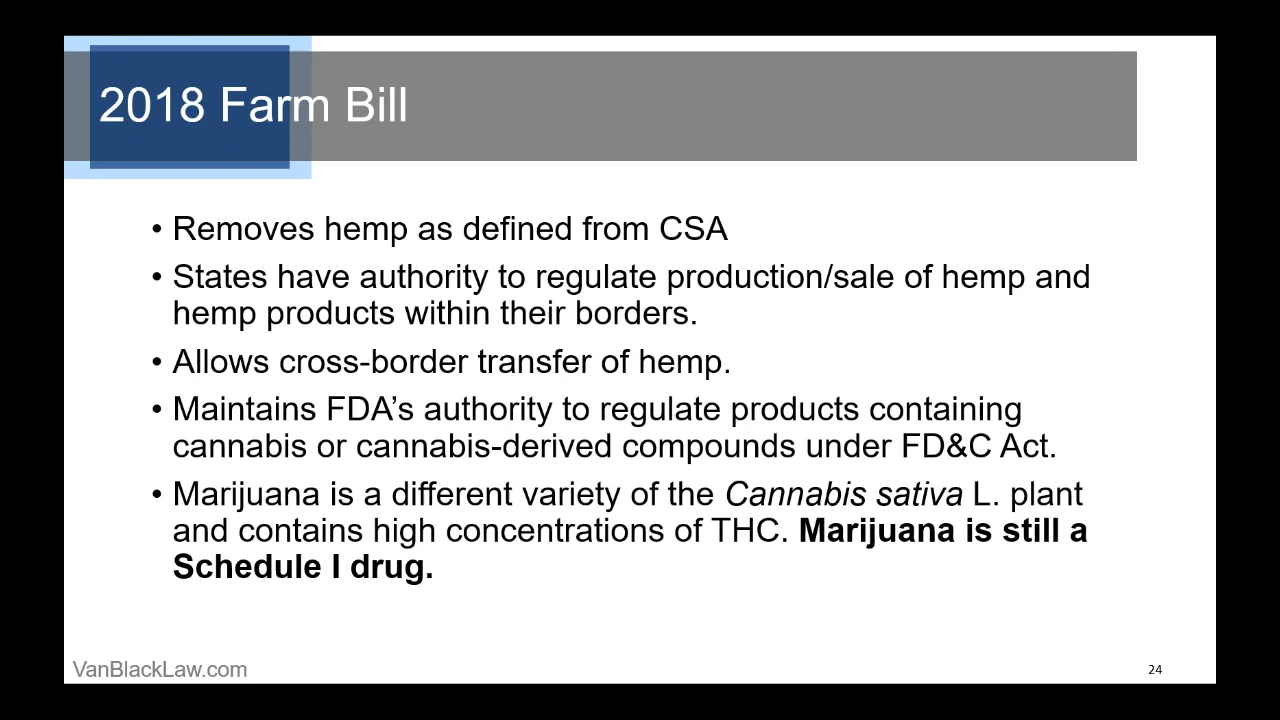 2018 Farm Bill
• Removes hemp as defined from CSA
• States have authority to regulate production/sale of hemp and
hemp products within their borders.
• Allows cross-border transfer of hemp.
• Maintains FDA’s authority to regulate products containing
cannabis or cannabis-derived compounds under FD&C Act.
• Marijuana is a different variety of the Cannabis sativa L. plant
and contains high concentrations of THC. Marijuana is still a
Schedule I drug.
VanBlackLaw.com
24